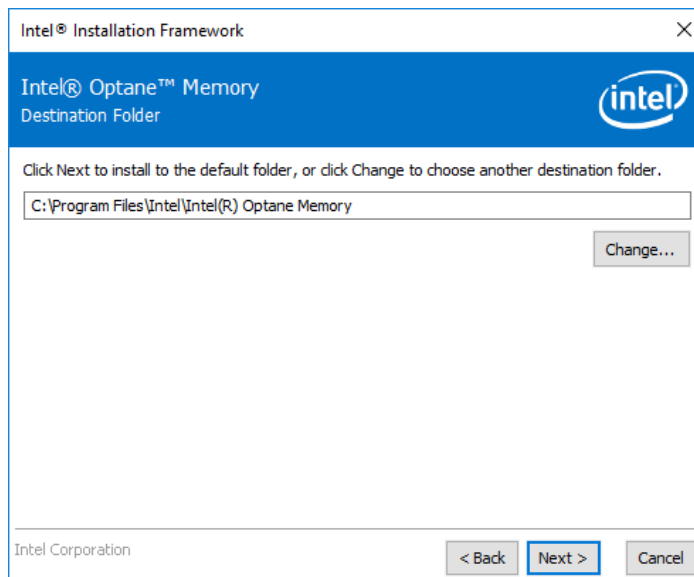 Intel® Installation Framework
Intel® Optane™ Memory
Destination Folder
intel
Click Next to install to the default folder, or click Change to choose another destination folder.
C:\Program Files\Intel\Intel(R) Optane Memory
Change...
Intel Corporation
< Back
Next >
Cancel